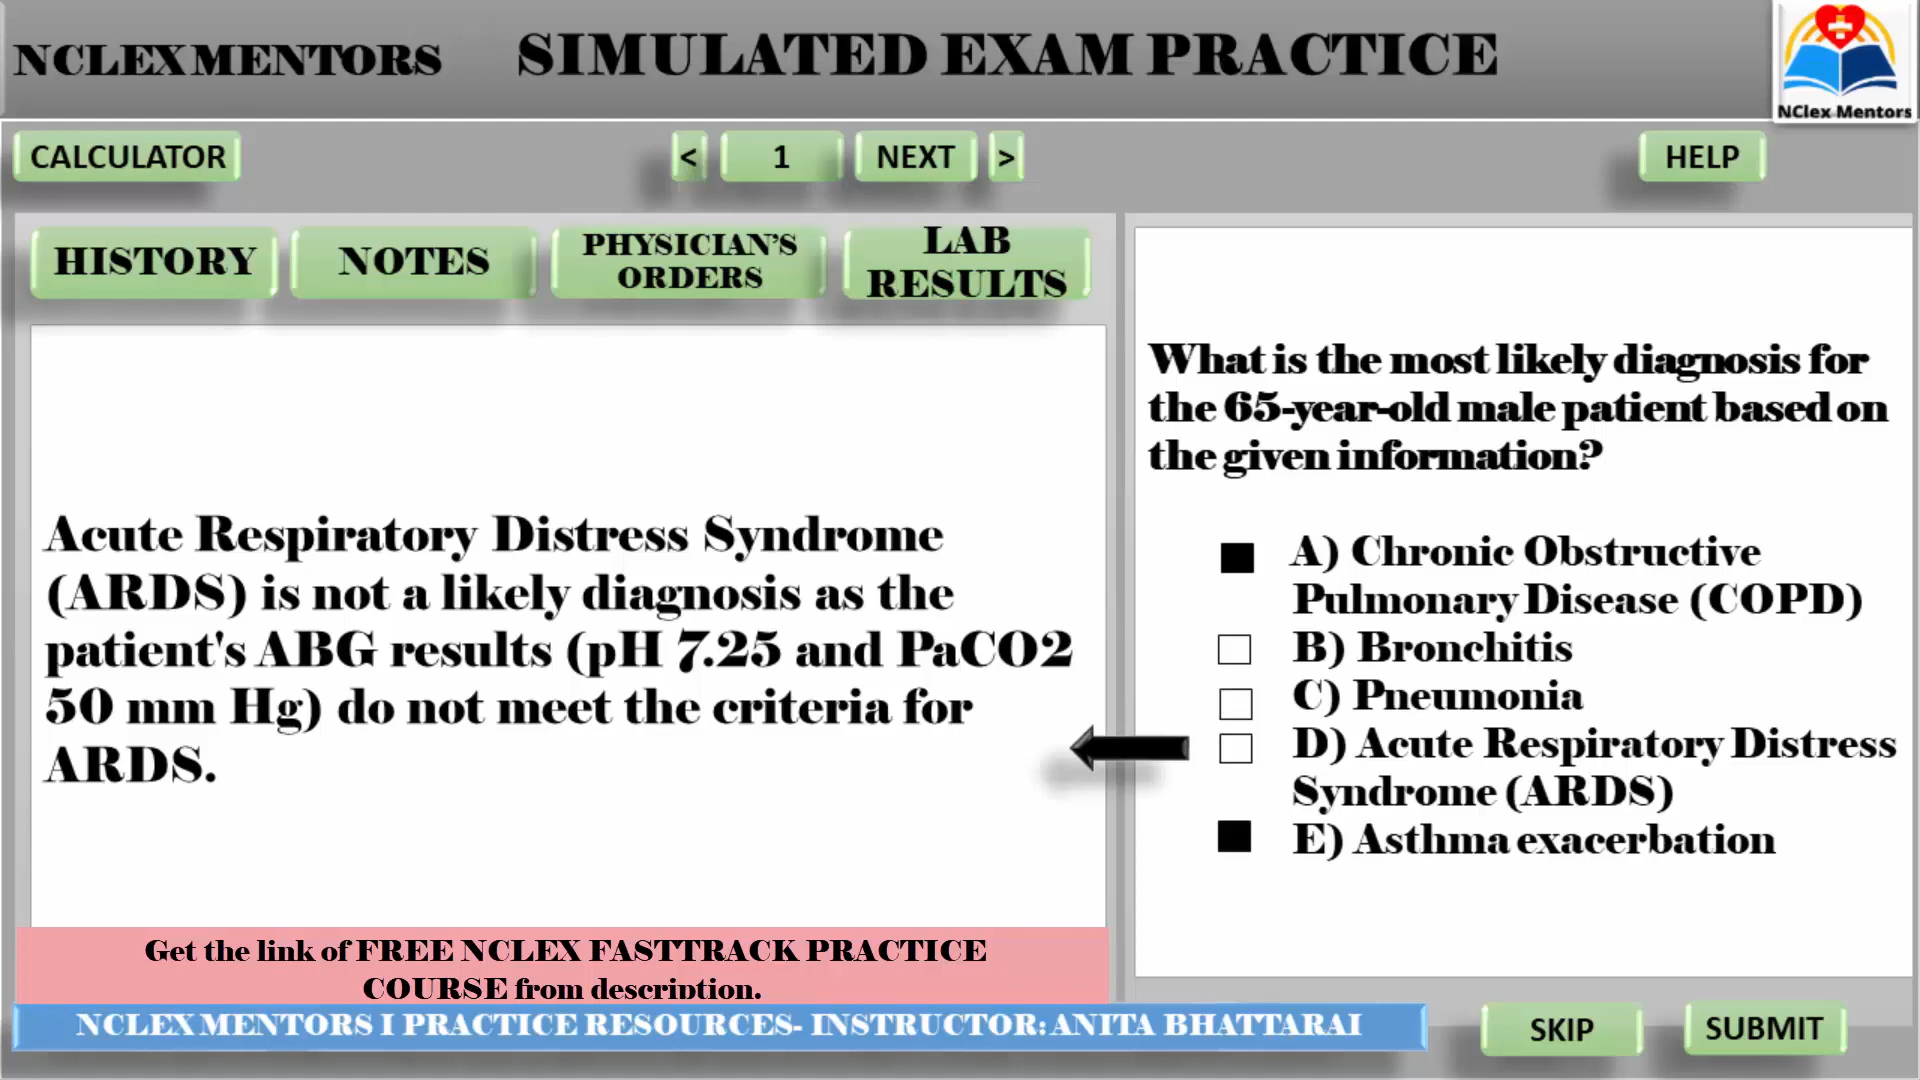 NCLEX MENTORS
SIMULATED EXAM PRACTICE
NClex Mentors
CALCULATOR
<
1
NEXT
>
HELP
HISTORY
NOTES
PHYSICIAN'S
ORDERS
LAB
RESULTS
Acute Respiratory Distress Syndrome
(ARDS) is not a likely diagnosis as the
patient's ABG results (pH 7.25 and PaCO2
50 mm Hg) do not meet the criteria for
ARDS.
What is the most likely diagnosis for
the 65-year-old male patient based on
the given information?
A) Chronic Obstructive
Pulmonary Disease (COPD)
B) Bronchitis
C) Pneumonia
D) Acute Respiratory Distress
Syndrome (ARDS)
E) Asthma exacerbation
Get the link of FREE NCLEX FASTTRACK PRACTICE
COURSE from description.
NCLEX MENTORS I PRACTICE RESOURCES- INSTRUCTOR: ANITA BHATTARAI
SKIP
SUBMIT